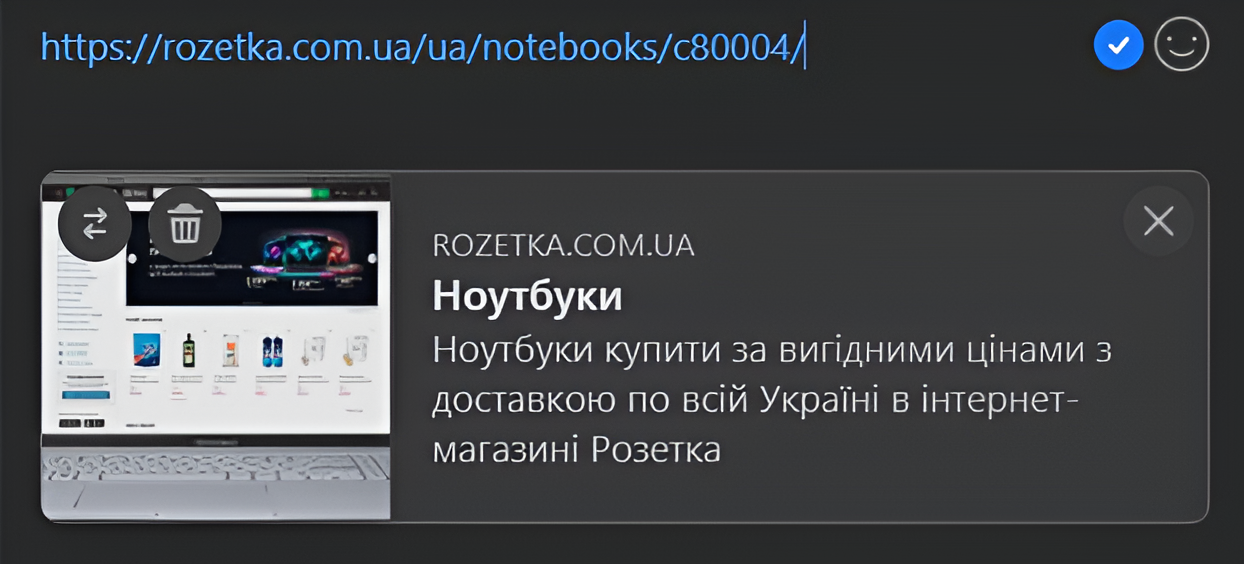 https://rozetka.com.ua/ua/notebooks/c80004/
ROZETKA.COM.UA
Ноутбуки
Ноутбуки купити за вигідними цінами з
доставкою по всій Україні в інтернет-
магазині Розетка